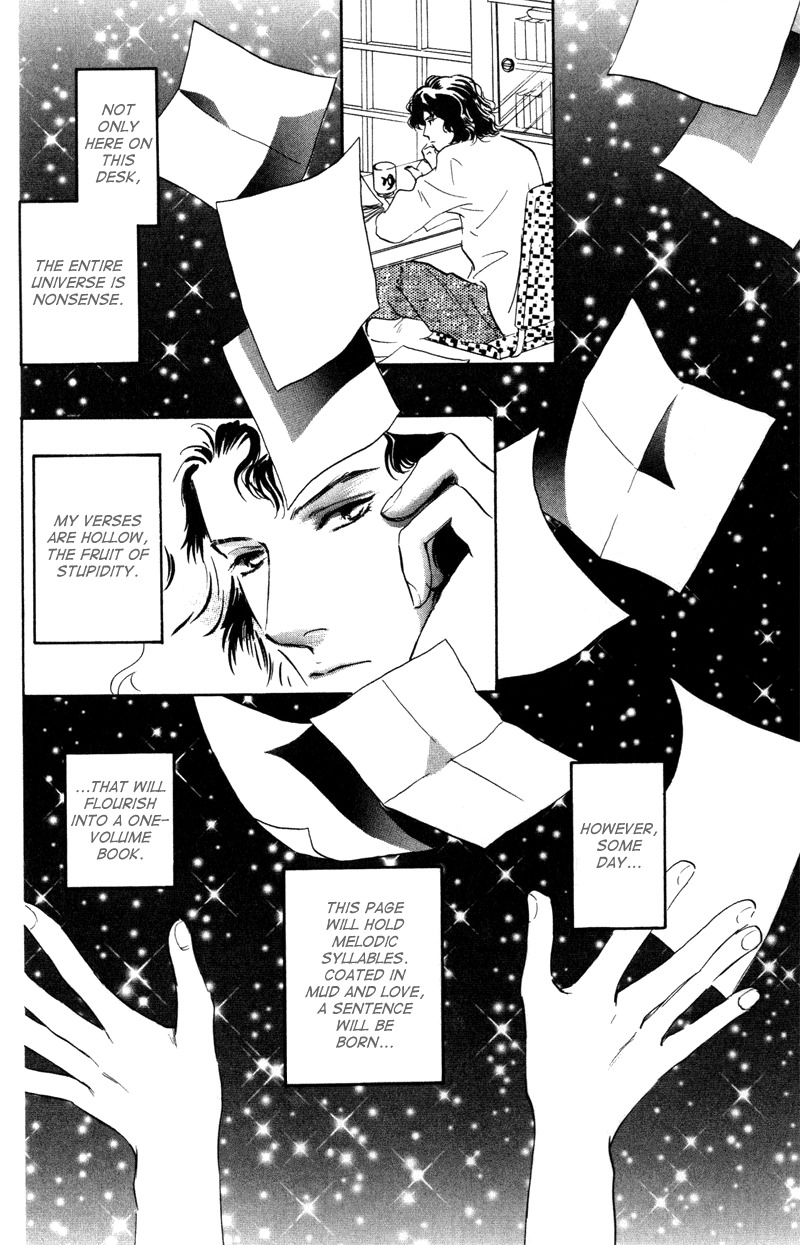 NOT
ONLY
HERE ON
THIS
DESK,
THE ENTIRE
UNIVERSE IS
NONSENSE.
MY VERSES
ARE HOLLOW,
THE FRUIT OF
STUPIDITY.
HOWEVER,
SOME
DAY...
THIS PAGE
WILL HOLD
MELODIC
SYLLABLES.
COATED IN
MUD AND LOVE,
A SENTENCE
WILL BE
BORN...
...THAT WILL
FLOURISH
INTO A ONE-
VOLUME
BOOK.